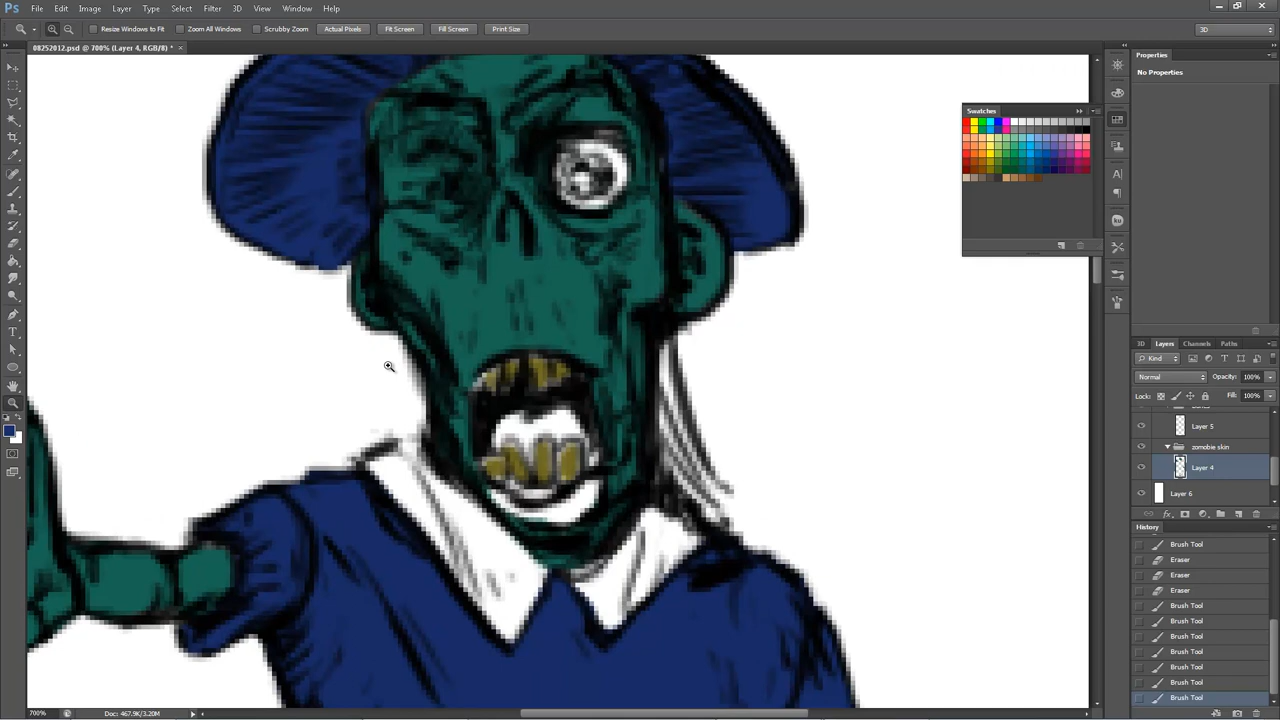 Ps File Edit Image Layer Type Select Filter 3D View Window Help
Resize Windows to Fit Zoom All Windows Scrubby Zoom Actual Pixels Fit Screen Fill Screen Print Size 3D
08252012.psd @ 700% (Layer 4, RGB/8) * ×
Properties
No Properties
Swatches
3D Layers Channels Paths
Kind
Normal Opacity: 100%
Lock: Fill: 100%
Layer 5
zomobie skin
Layer 4
Layer 6
fx
History
Brush Tool
Eraser
Eraser
Eraser
Brush Tool
Brush Tool
Brush Tool
Brush Tool
Brush Tool
Brush Tool
Brush Tool
700% Doc: 467.9K/3.20M